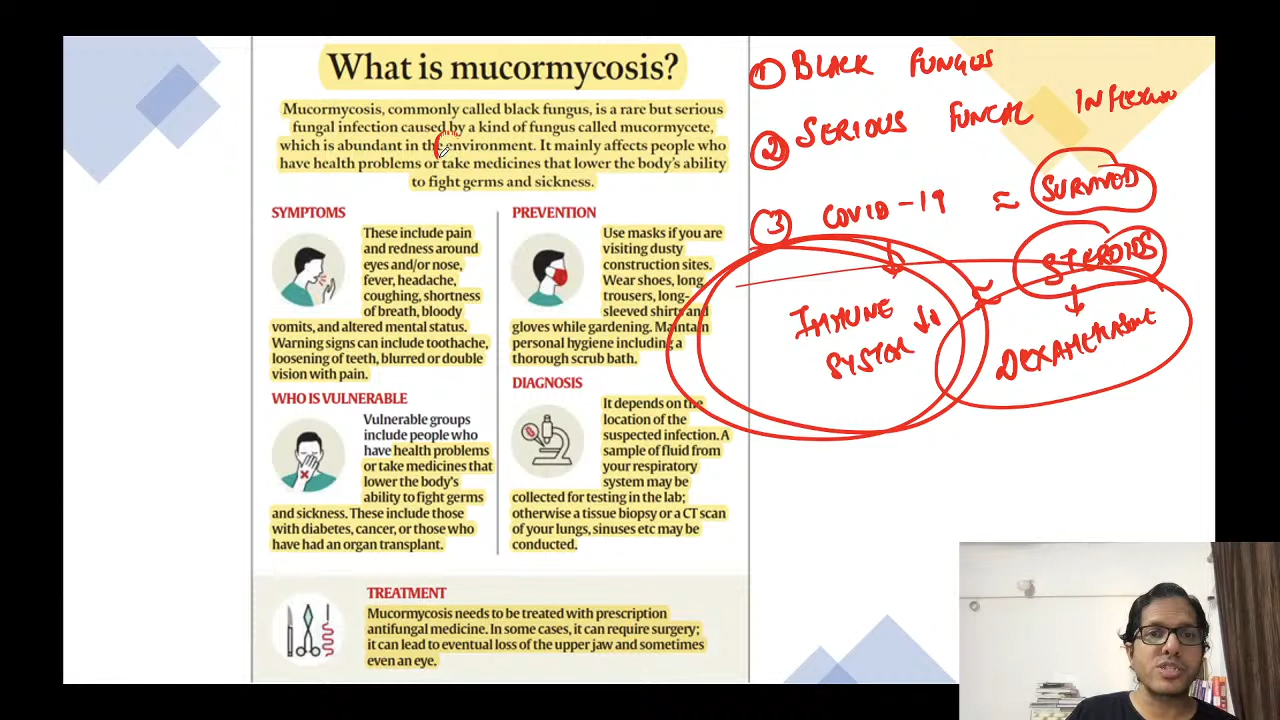 What is mucormycosis?
Mucormycosis, commonly called black fungus, is a rare but serious
fungal infection caused by a kind of fungus called mucormycete,
which is abundant in the environment. It mainly affects people who
have health problems or take medicines that lower the body's ability
to fight germs and sickness.
SYMPTOMS
These include pain
and redness around
eyes and/or nose,
fever, headache,
coughing, shortness
of breath, bloody
vomits, and altered mental status.
Warning signs can include toothache,
loosening of teeth, blurred or double
vision with pain.
WHO IS VULNERABLE
Vulnerable groups
include people who
have health problems
or take medicines that
lower the body's
ability to fight germs
and sickness. These include those
with diabetes, cancer, or those who
have had an organ transplant.
PREVENTION
Use masks if you are
visiting dusty
construction sites.
Wear shoes, long
trousers, long-
sleeved shirts and
gloves while gardening. Maintain
personal hygiene including a
thorough scrub bath.
DIAGNOSIS
It depends on the
location of the
suspected infection. A
sample of fluid from
your respiratory
system may be
collected for testing in the lab;
otherwise a tissue biopsy or a CT scan
of your lungs, sinuses etc may be
conducted.
TREATMENT
Mucormycosis needs to be treated with prescription
antifungal medicine. In some cases, it can require surgery;
it can lead to eventual loss of the upper jaw and sometimes
even an eye.
1 BLACK FUNGUS
2 SERIOUS FUNGAL
3 COVID-19 ≈
STEROIDS
IMMUNE
SYSTEM